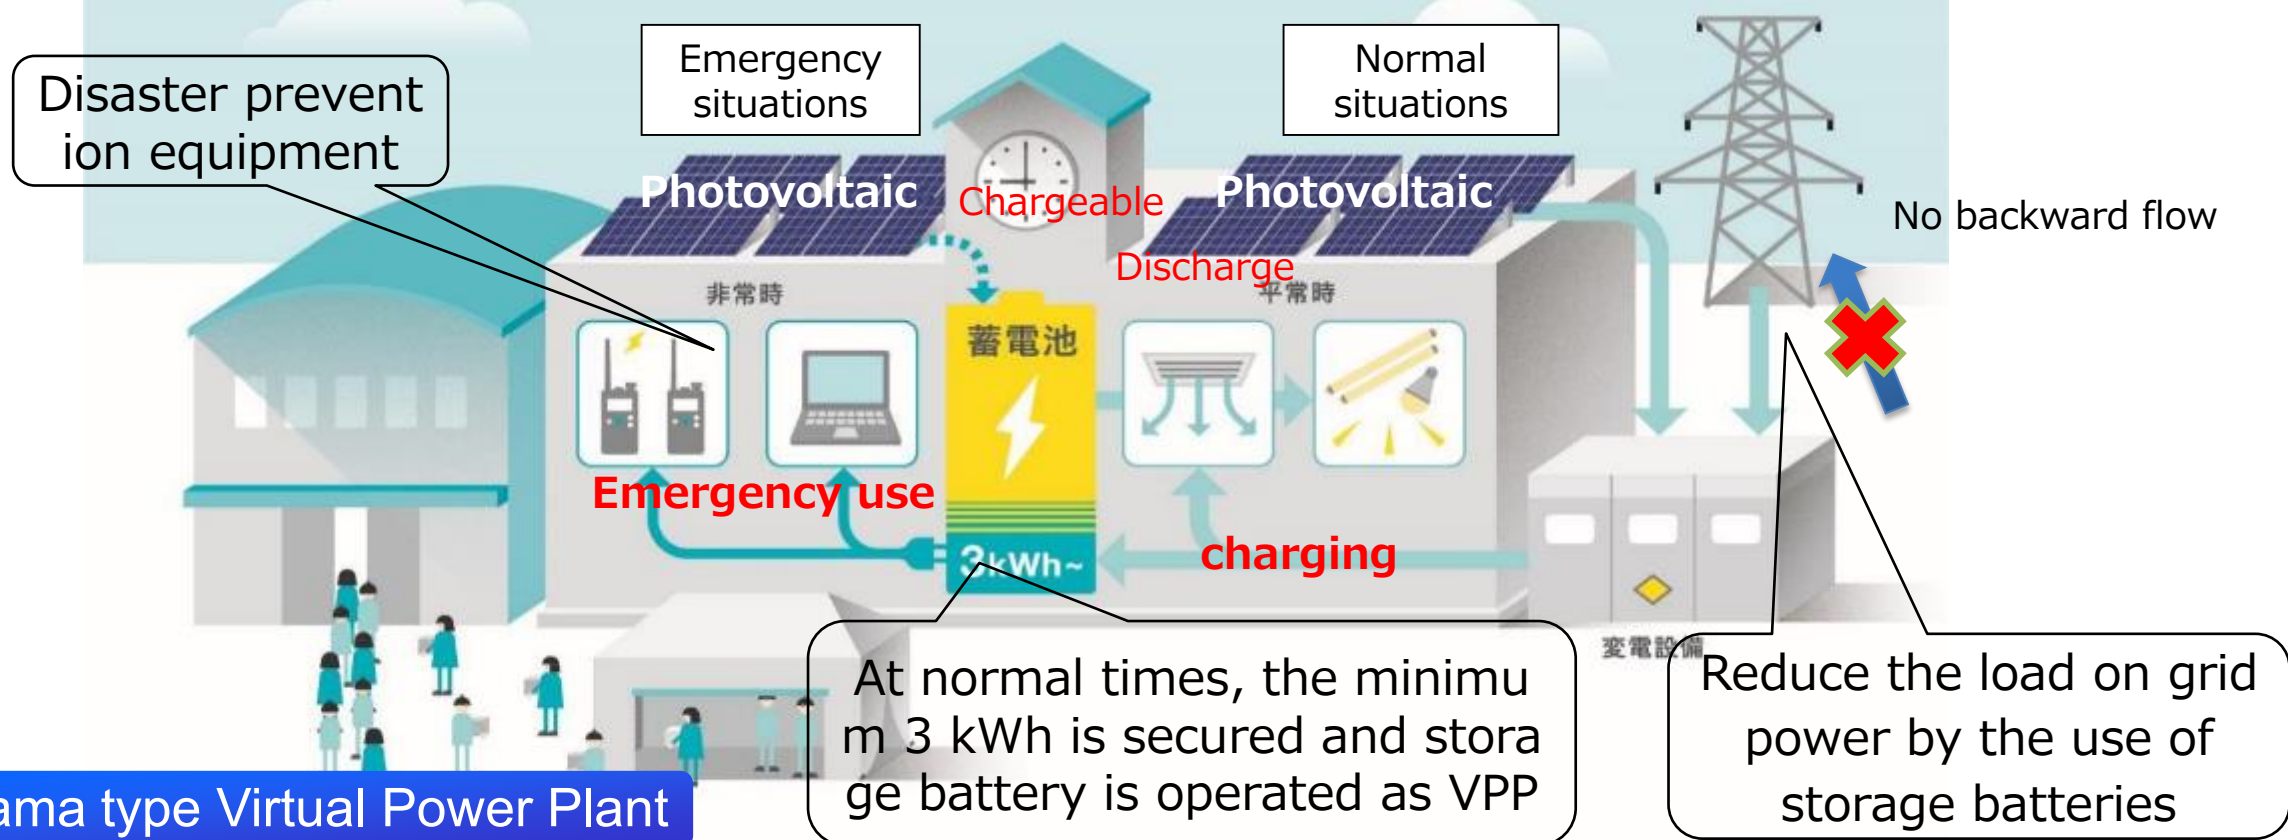 Emergency
situations
Normal
situations
Disaster prevent
ion equipment
Photovoltaic
Chargeable
Photovoltaic
No backward flow
Discharge
非常時
平常時
蓄電池
Emergency use
3kWh~
charging
変電設備
At normal times, the minimu
m 3 kWh is secured and stora
ge battery is operated as VPP
Reduce the load on grid
power by the use of
storage batteries
ama type Virtual Power Plant